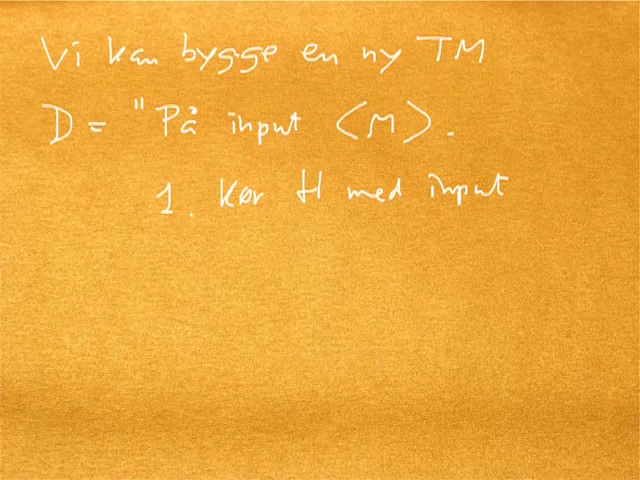 Vi kan bygge en ny TM
D = "På input ⟨M⟩.
1. Kør H med input